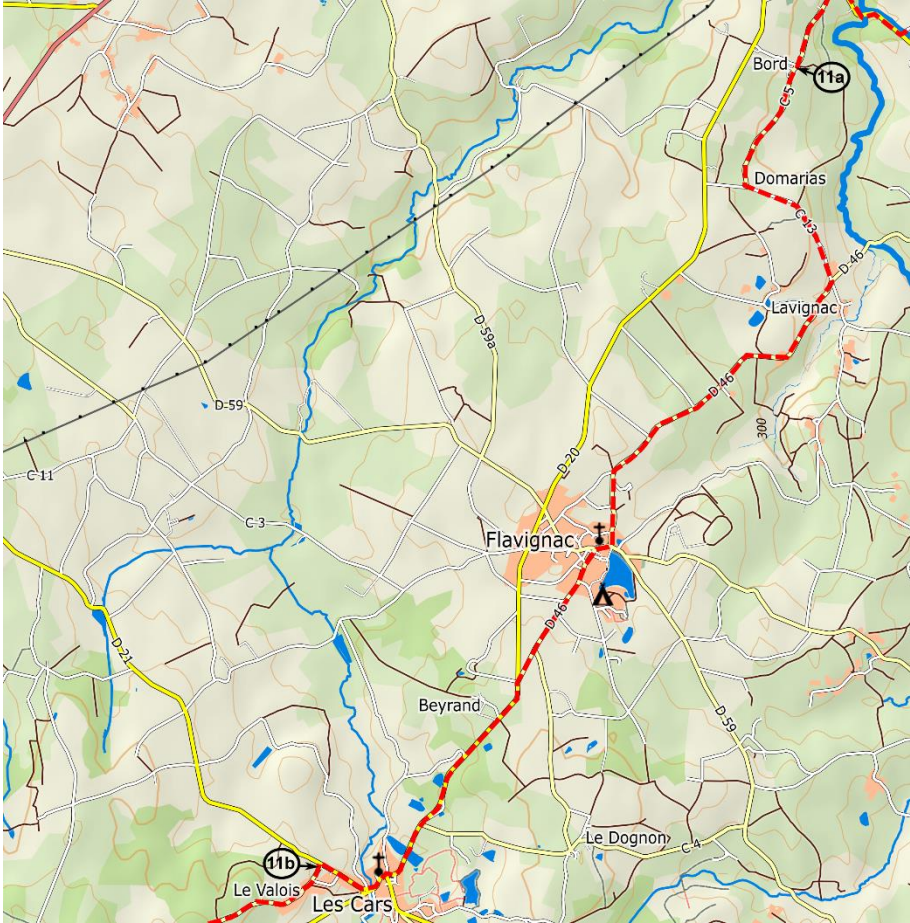 Bord
11a
C 5
Domarias
C 13
D 46
Lavignac
D 59a
D 46
D 59
300
C 11
D 20
C 3
Flavignac
D 46
D 21
Beyrand
D 59
Le Dognon
C 4
11b
Le Valois
Les Cars